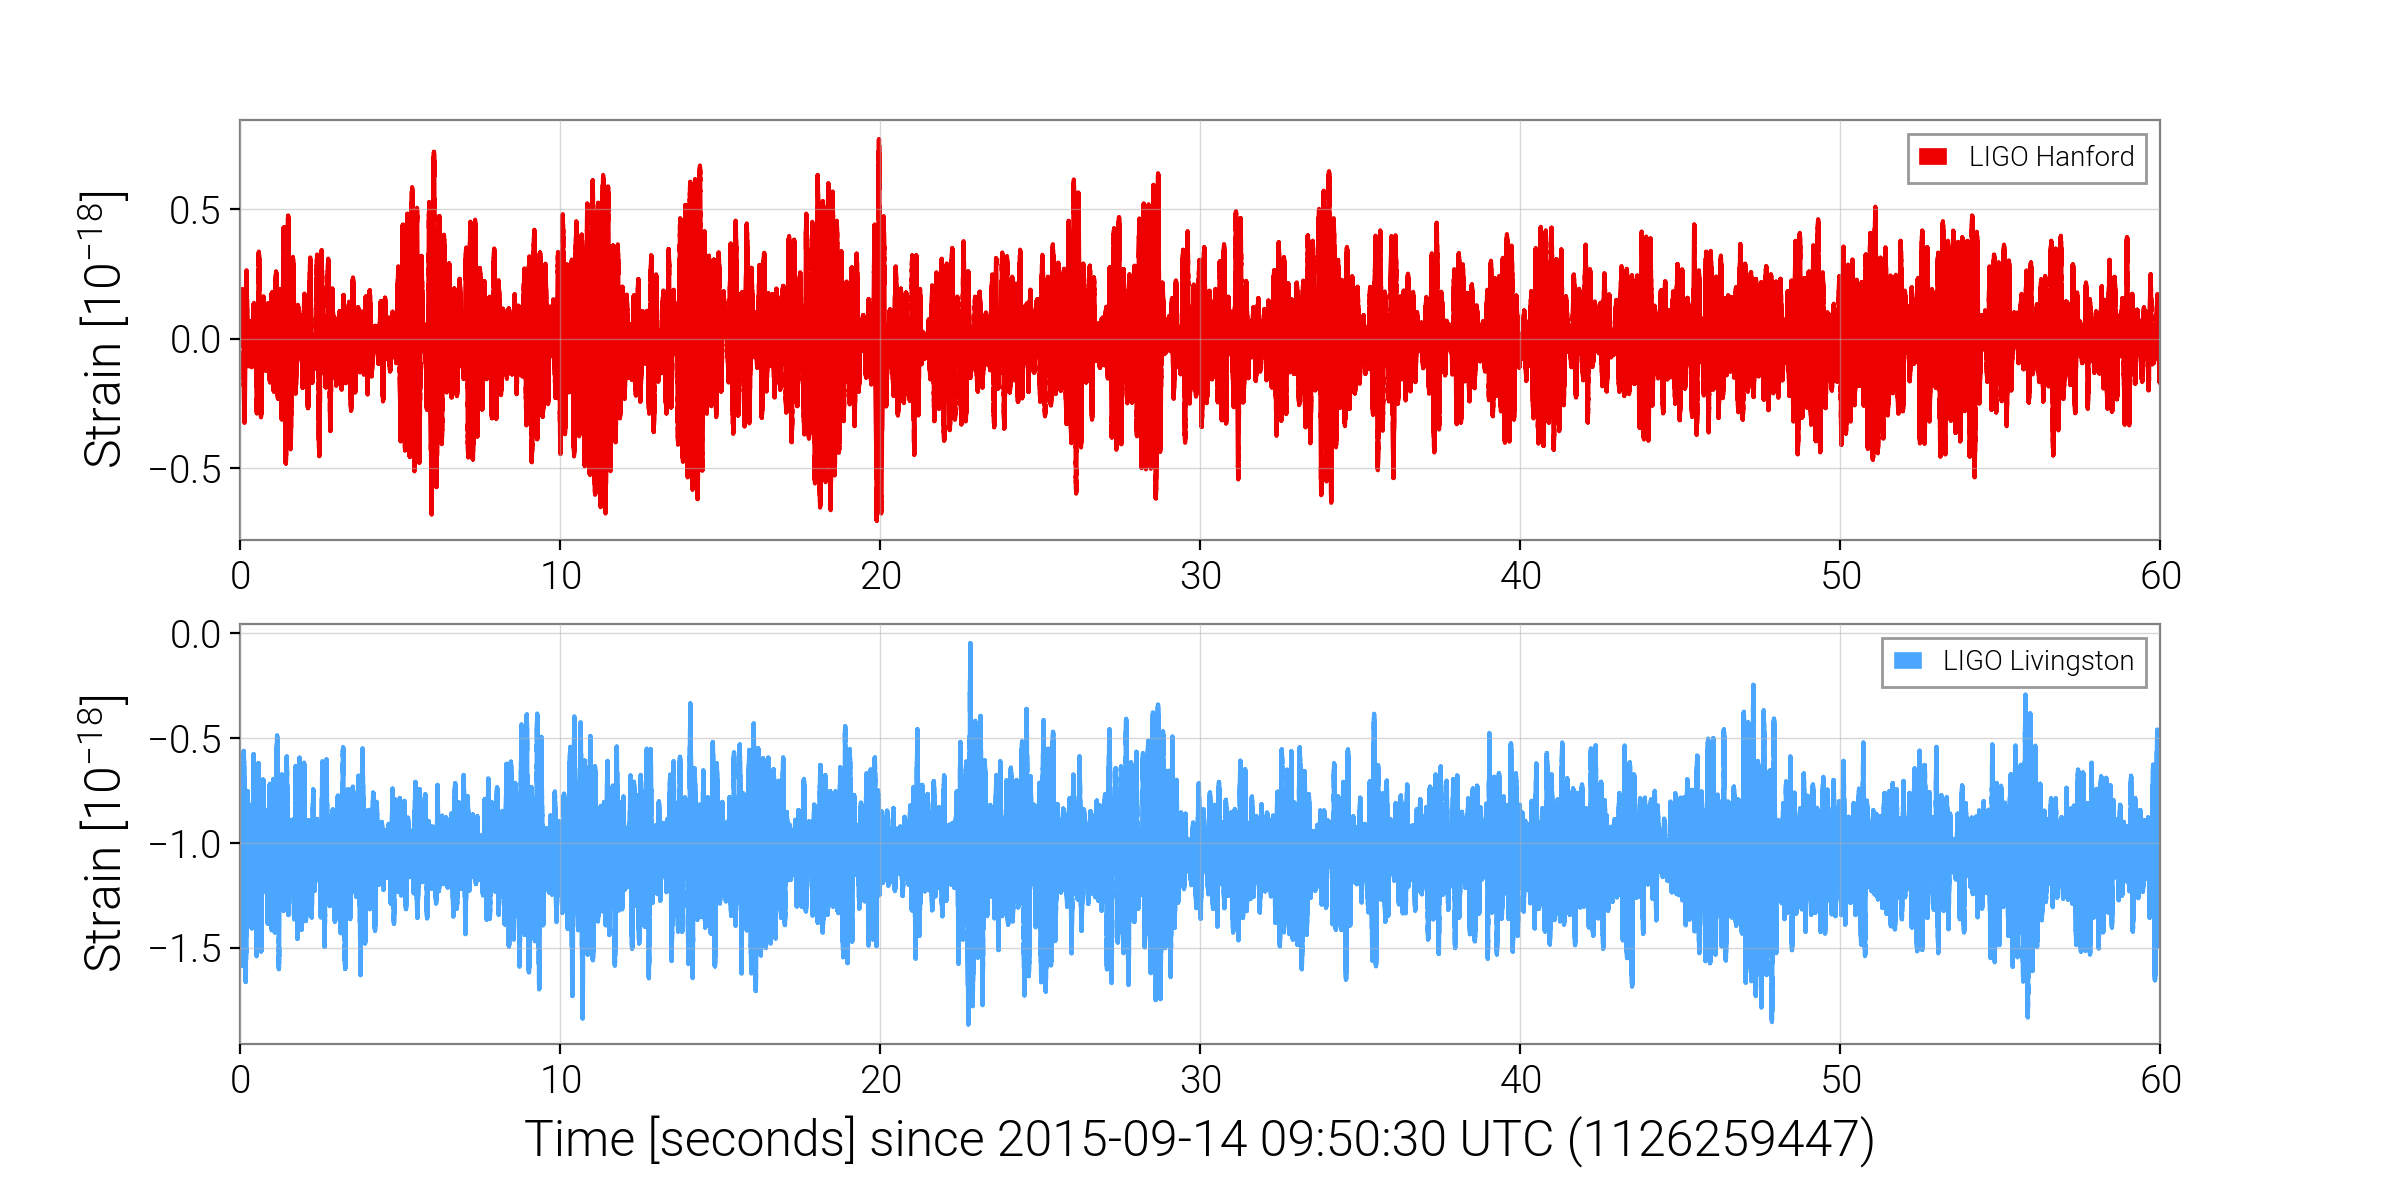 LIGO Hanford
Strain [10⁻¹⁸]
0.5
0.0
−0.5
0 10 20 30 40 50 60
LIGO Livingston
Strain [10⁻¹⁸]
0.0
−0.5
−1.0
−1.5
0 10 20 30 40 50 60
Time [seconds] since 2015-09-14 09:50:30 UTC (1126259447)